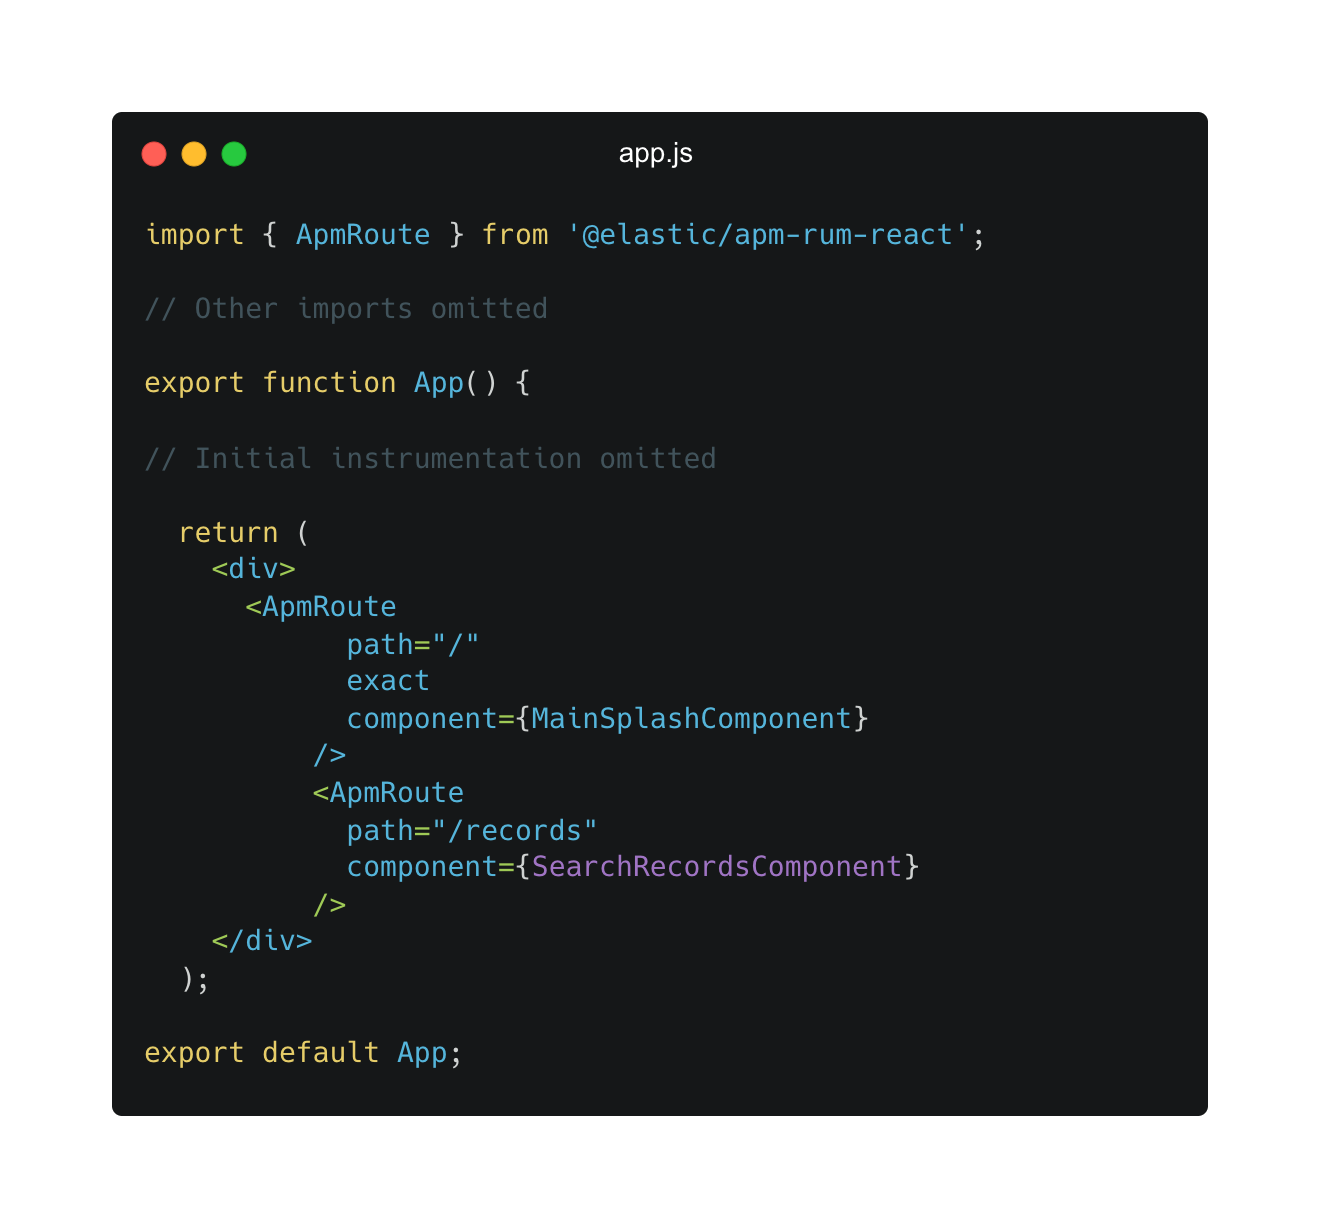 app.js
import { ApmRoute } from '@elastic/apm-rum-react';
// Other imports omitted
export function App() {
// Initial instrumentation omitted
return (
<div>
<ApmRoute
path="/"
exact
component={MainSplashComponent}
/>
<ApmRoute
path="/records"
component={SearchRecordsComponent}
/>
</div>
);
export default App;